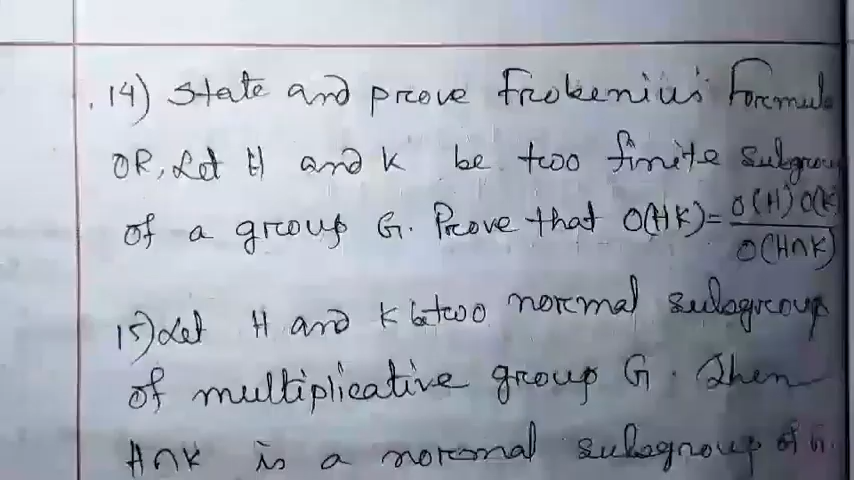 14) State and prove Frobenius Formula
OR, Let H and K be two finite subgroup
of a group G. Prove that O(HK)= O(H) O(K) / O(H∩K)
15) Let H and K be two normal subgroup
of multiplicative group G. Then
H∩K is a normal subgroup of G.